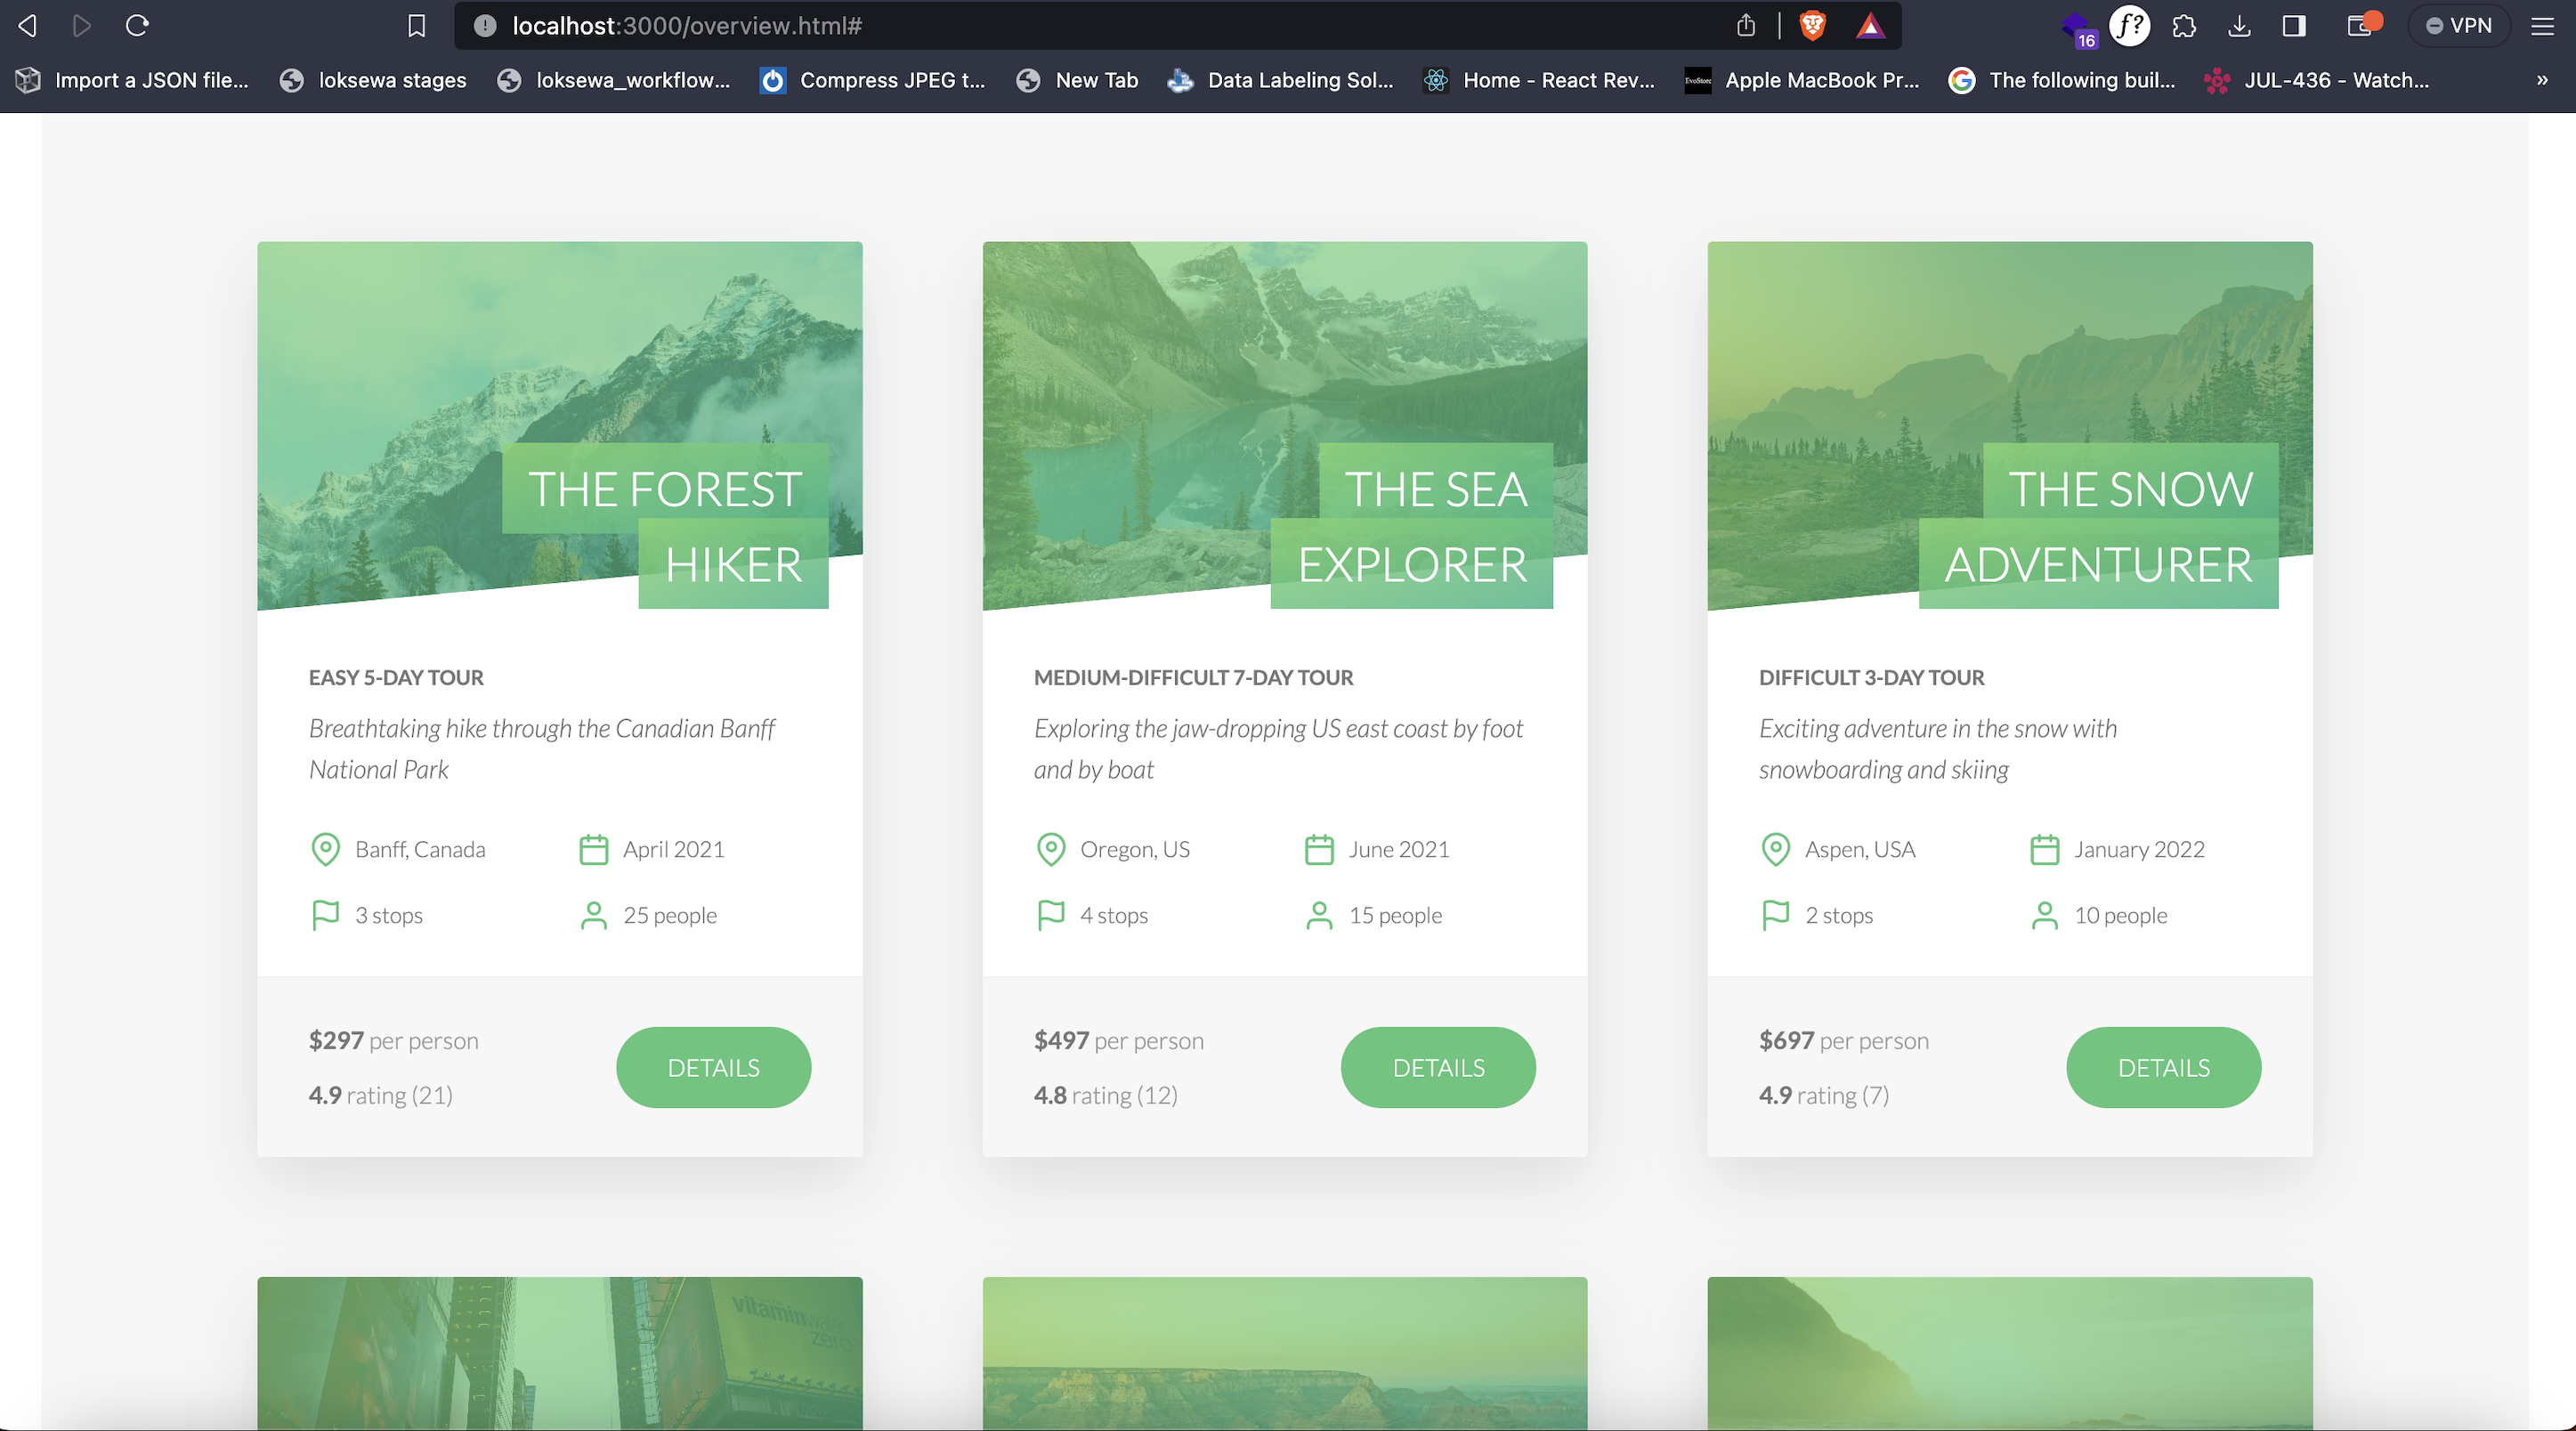 localhost:3000/overview.html#
16
f?
VPN
Import a JSON file...
loksewa stages
loksewa_workflow...
Compress JPEG t...
New Tab
Data Labeling Sol...
Home - React Rev...
EvoStore
Apple MacBook Pr...
The following buil...
JUL-436 - Watch...
»
THE FOREST
HIKER
EASY 5-DAY TOUR
Breathtaking hike through the Canadian Banff
National Park
Banff, Canada
April 2021
3 stops
25 people
$297 per person
4.9 rating (21)
DETAILS
THE SEA
EXPLORER
MEDIUM-DIFFICULT 7-DAY TOUR
Exploring the jaw-dropping US east coast by foot
and by boat
Oregon, US
June 2021
4 stops
15 people
$497 per person
4.8 rating (12)
DETAILS
THE SNOW
ADVENTURER
DIFFICULT 3-DAY TOUR
Exciting adventure in the snow with
snowboarding and skiing
Aspen, USA
January 2022
2 stops
10 people
$697 per person
4.9 rating (7)
DETAILS
vitaminwater
zero